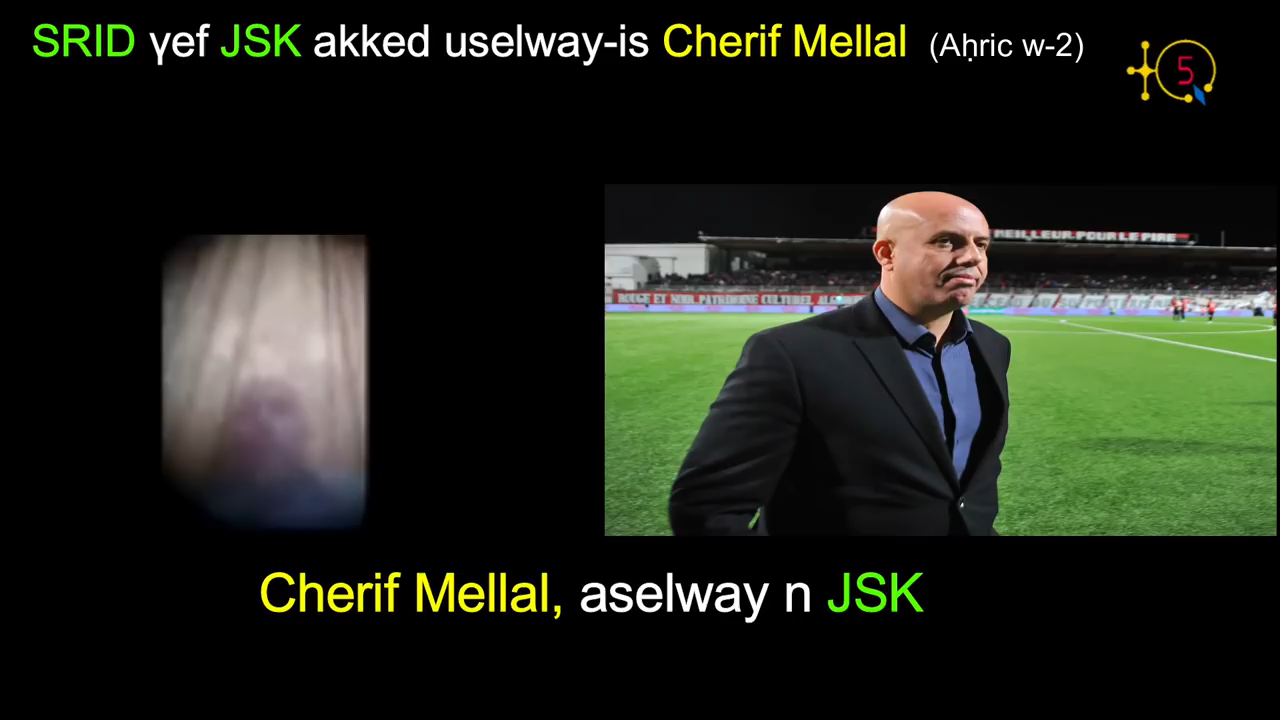 SRID ɣef JSK akked uselway-is Cherif Mellal (Aḥric w-2)
5
MEILLEUR POUR LE PIRE
ROUGE ET NOIR, PATRIMOINE CULTUREL
Cherif Mellal, aselway n JSK